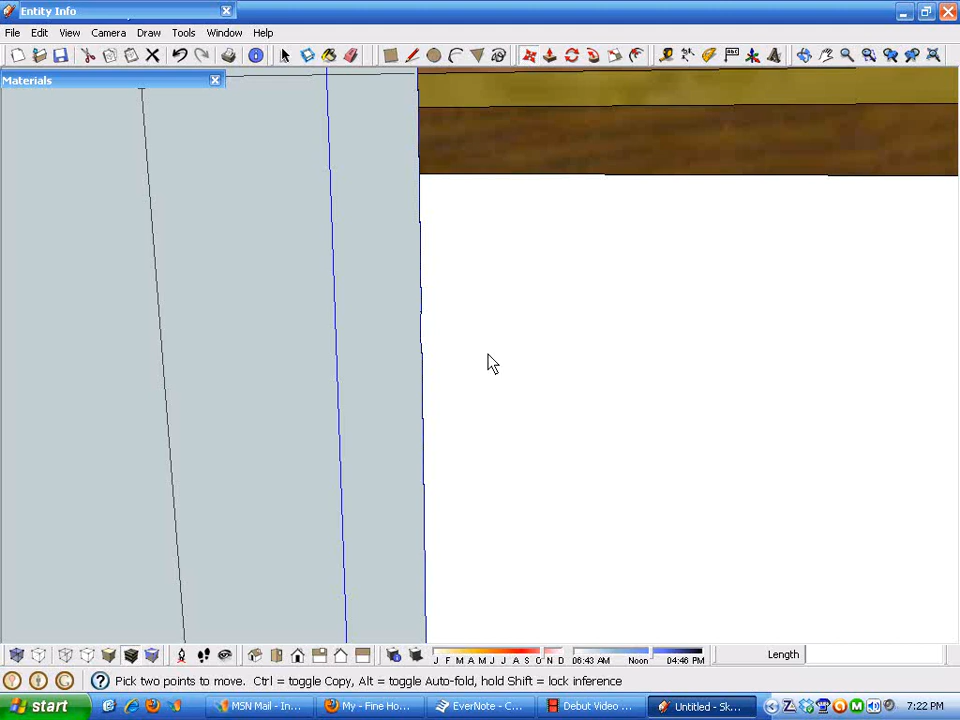 Entity Info
File Edit View Camera Draw Tools Window Help
Materials
J F M A M J J A S O N D 06:43 AM Noon 04:46 PM Length
Pick two points to move. Ctrl = toggle Copy, Alt = toggle Auto-fold, hold Shift = lock inference
start MSN Mail - In... My - Fine Ho... EverNote - C... Debut Video ... Untitled - Sk... 7:22 PM